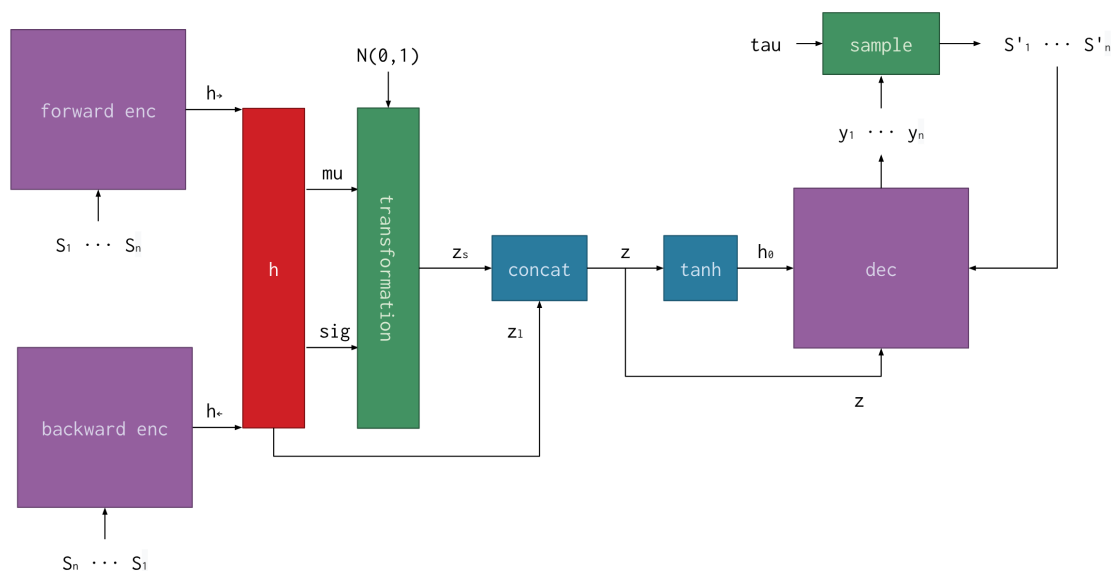 tau
sample
S'₁ ··· S'ₙ
N(0,1)
forward enc
h→
y₁ ··· yₙ
mu
transformation
S₁ ··· Sₙ
zₛ
concat
z
tanh
h₀
dec
h
sig
zₗ
z
h←
backward enc
Sₙ ··· S₁